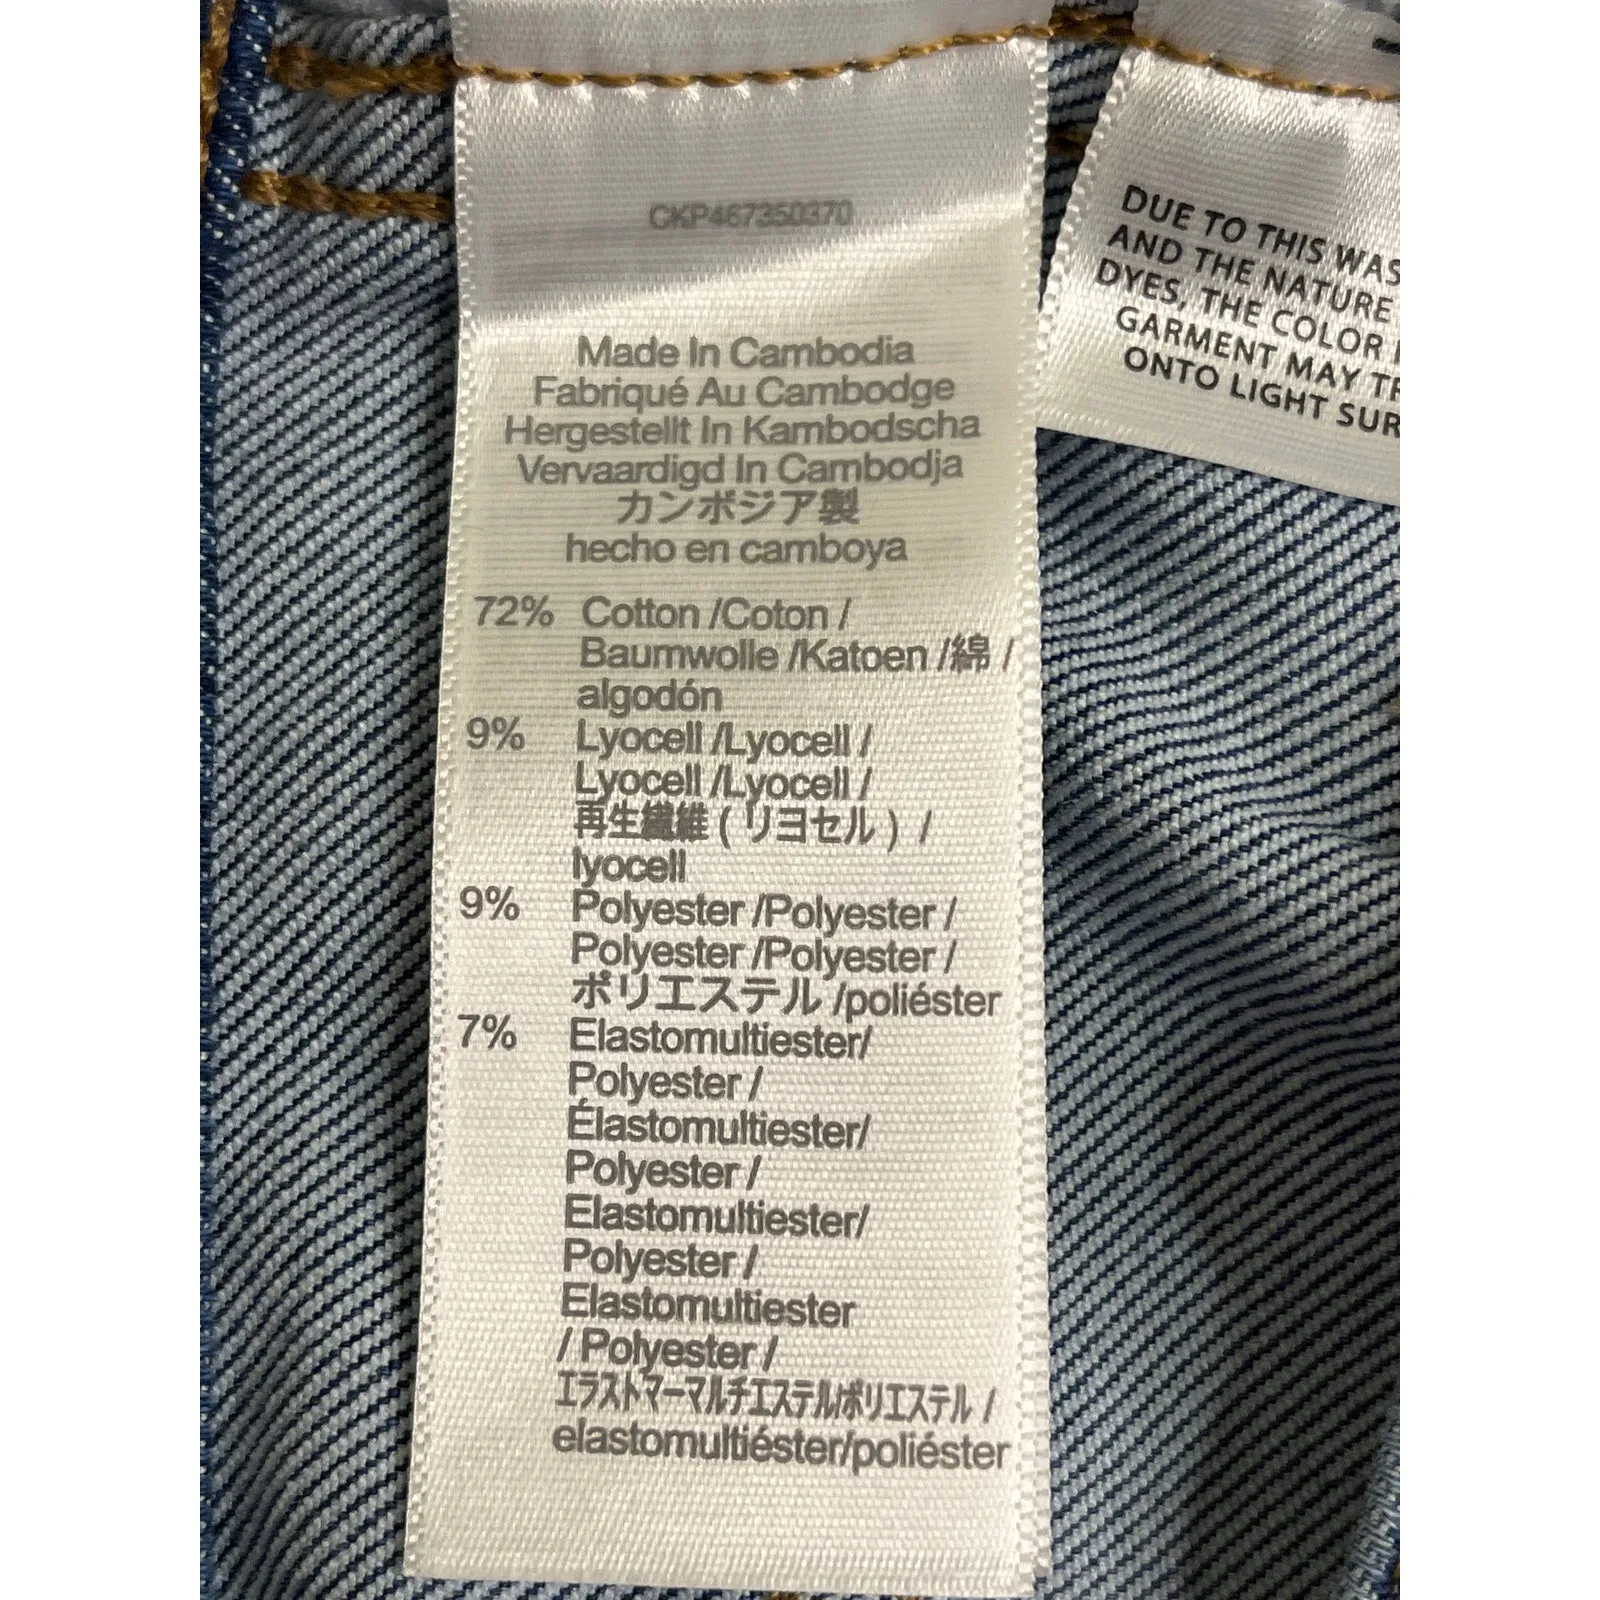 CKP467350370
Made In Cambodia
Fabriqué Au Cambodge
Hergestellt In Kambodscha
Vervaardigd In Cambodja
カンボジア製
hecho en camboya
72% Cotton /Coton /
Baumwolle /Katoen /綿 /
algodón
9% Lyocell /Lyocell /
Lyocell /Lyocell /
再生繊維 ( リヨセル ) /
lyocell
9% Polyester /Polyester /
Polyester /Polyester /
ポリエステル /poliéster
7% Elastomultiester/
Polyester /
Élastomultiester/
Polyester /
Elastomultiester/
Polyester /
Elastomultiester
/ Polyester /
エラストマーマルチエステル/ポリエステル /
elastomultiéster/poliéster
DUE TO THIS WAS
AND THE NATURE
DYES, THE COLOR
GARMENT MAY TR
ONTO LIGHT SUR